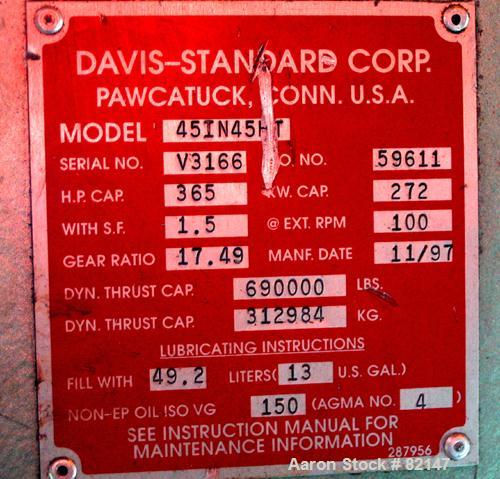 DAVIS-STANDARD CORP.
PAWCATUCK, CONN. U.S.A.
MODEL 45IN45HT
SERIAL NO. V3166 .O. NO. 59611
H.P. CAP. 365 KW. CAP. 272
WITH S.F. 1.5 @ EXT. RPM 100
GEAR RATIO 17.49 MANF. DATE 11/97
DYN. THRUST CAP. 690000 LBS.
DYN. THRUST CAP. 312984 KG.
LUBRICATING INSTRUCTIONS
FILL WITH 49.2 LITERS( 13 U.S. GAL.)
NON-EP OIL ISO VG 150 (AGMA NO. 4 )
SEE INSTRUCTION MANUAL FOR
MAINTENANCE INFORMATION
287956
Aaron Stock # 82147